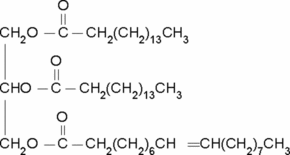 O
CH2O — C — CH2(CH2)13CH3
O
CHO — C — CH2(CH2)13CH3
O
CH2O — C — CH2(CH2)6CH =CH(CH2)7CH3